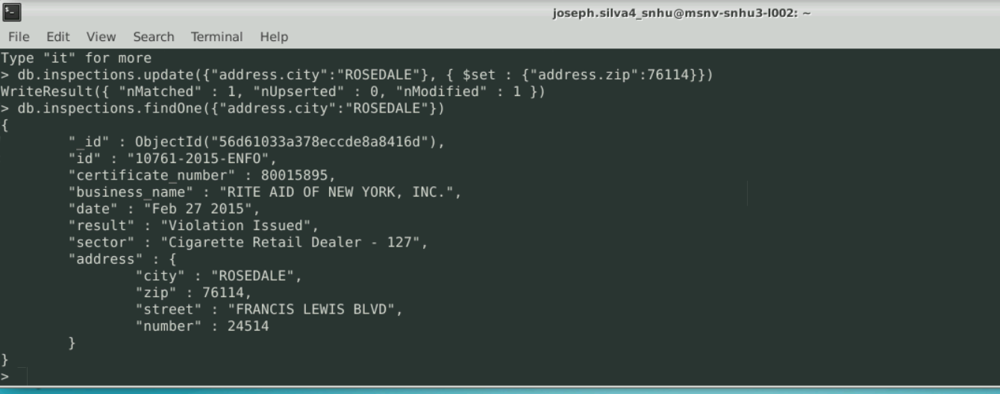 joseph.silva4_snhu@msnv-snhu3-l002: ~
File Edit View Search Terminal Help
Type "it" for more
> db.inspections.update({"address.city":"ROSEDALE"}, { $set : {"address.zip":76114}})
WriteResult({ "nMatched" : 1, "nUpserted" : 0, "nModified" : 1 })
> db.inspections.findOne({"address.city":"ROSEDALE"})
{
        "_id" : ObjectId("56d61033a378eccde8a8416d"),
        "id" : "10761-2015-ENFO",
        "certificate_number" : 80015895,
        "business_name" : "RITE AID OF NEW YORK, INC.",
        "date" : "Feb 27 2015",
        "result" : "Violation Issued",
        "sector" : "Cigarette Retail Dealer - 127",
        "address" : {
                "city" : "ROSEDALE",
                "zip" : 76114,
                "street" : "FRANCIS LEWIS BLVD",
                "number" : 24514
        }
}
>